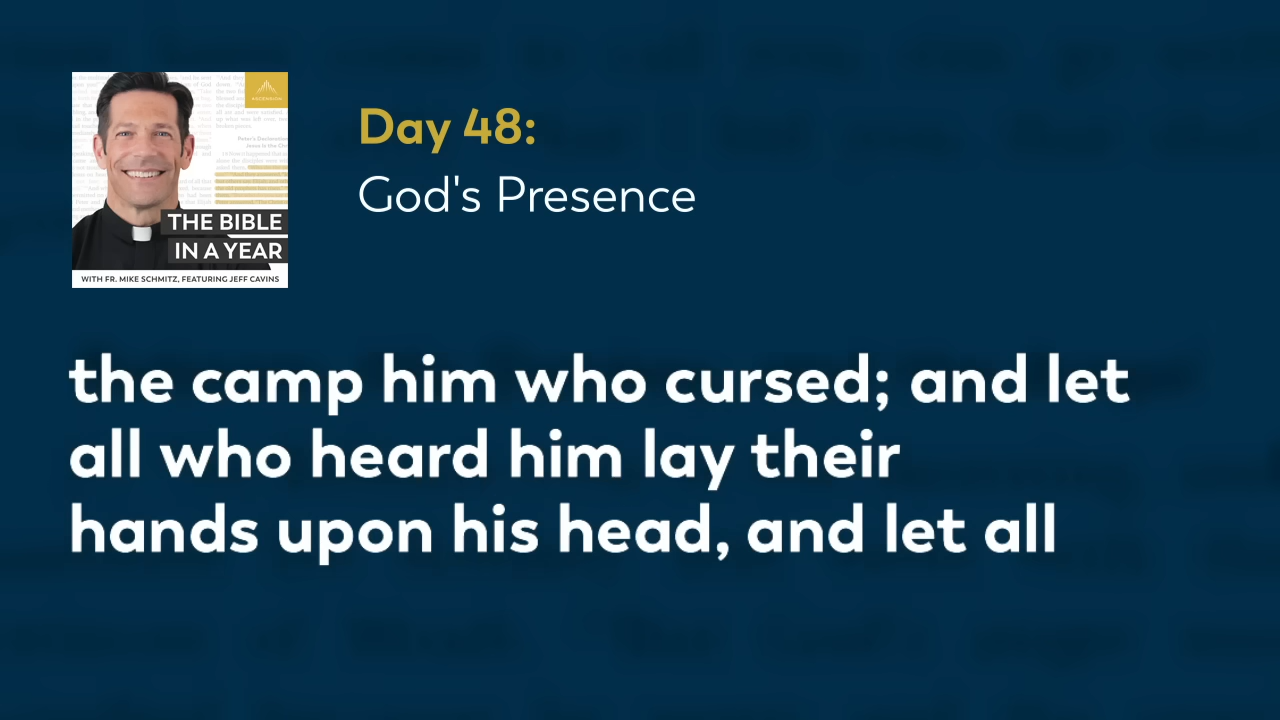 Day 48:
God's Presence
ASCENSION
THE BIBLE
IN A YEAR
WITH FR. MIKE SCHMITZ, FEATURING JEFF CAVINS
the camp him who cursed; and let
all who heard him lay their
hands upon his head, and let all